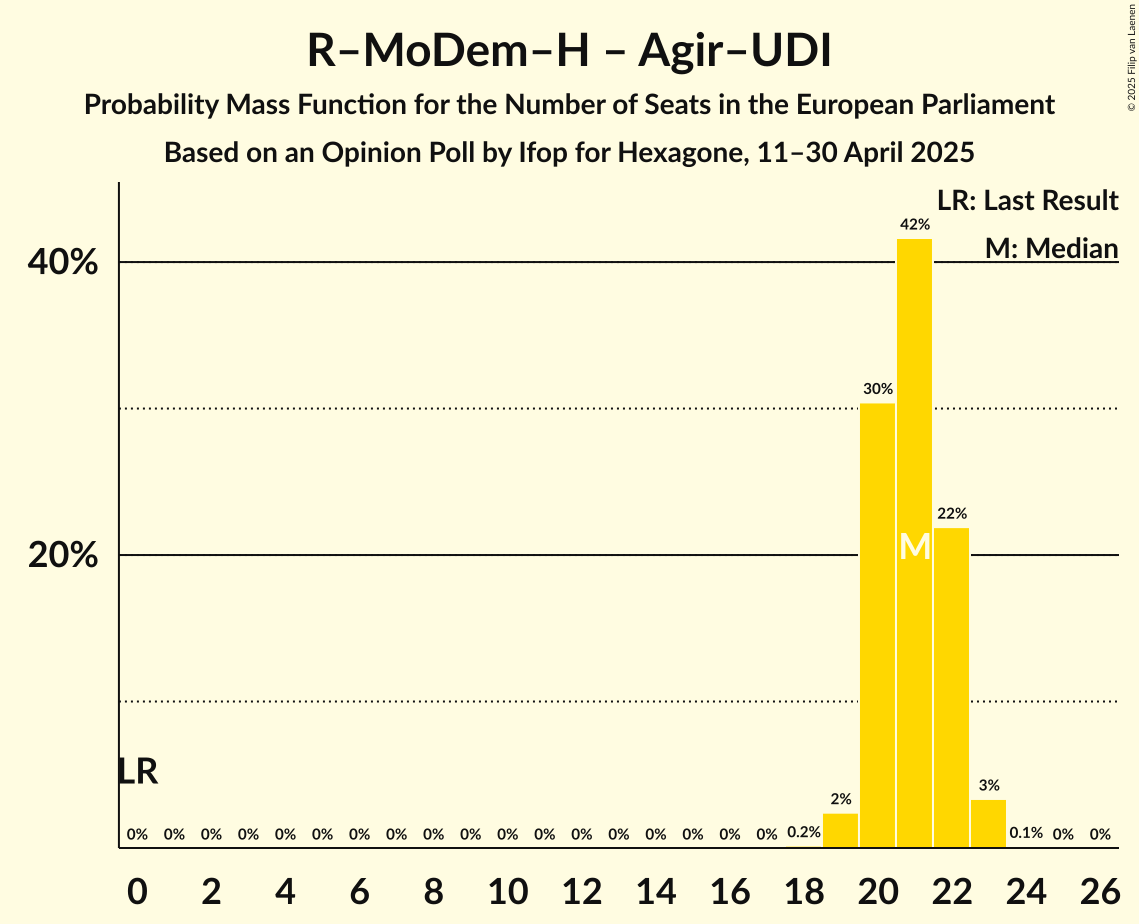 R–MoDem–H – Agir–UDI
Probability Mass Function for the Number of Seats in the European Parliament
Based on an Opinion Poll by Ifop for Hexagone, 11–30 April 2025
© 2025 Filip van Laenen
LR: Last Result
M: Median
40%
20%
42%
30%
22%
M
LR
0% 0% 0% 0% 0% 0% 0% 0% 0% 0% 0% 0% 0% 0% 0% 0% 0% 0% 0.2% 2% 3% 0.1% 0% 0%
0 2 4 6 8 10 12 14 16 18 20 22 24 26